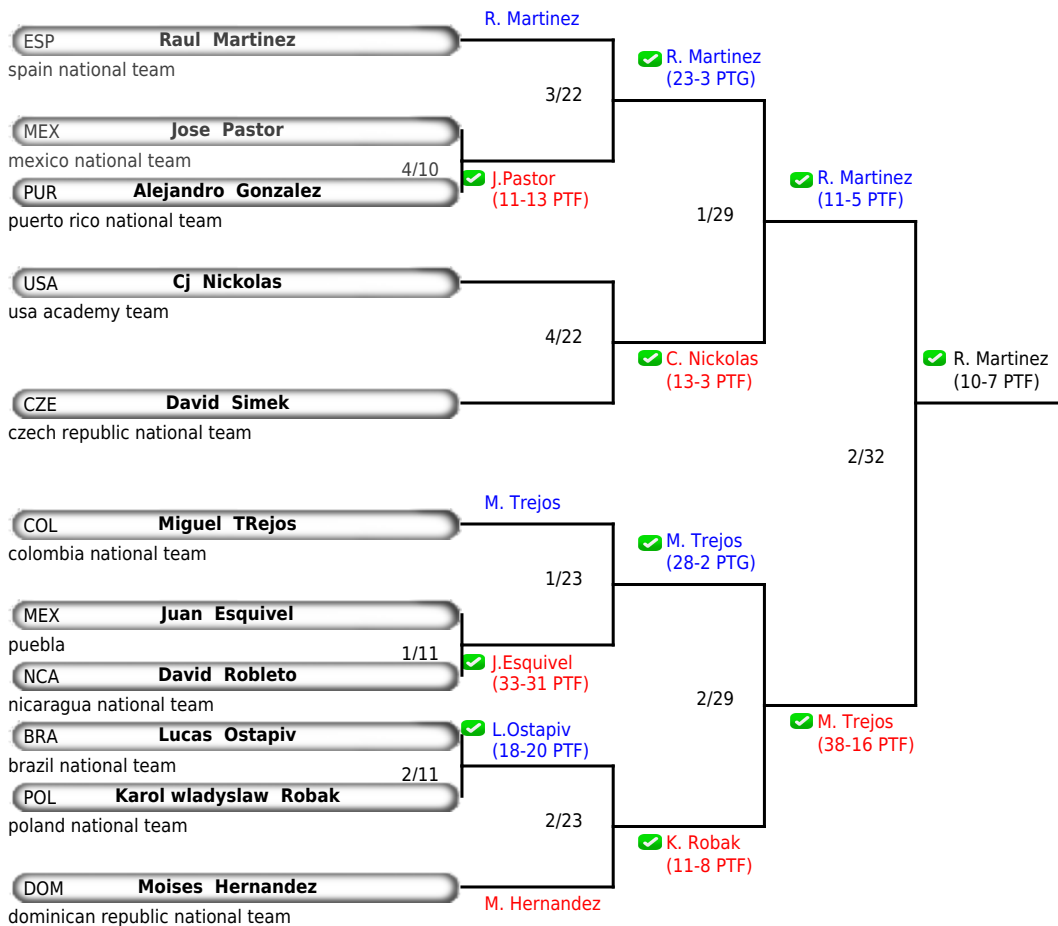 R. Martinez
ESP Raul Martinez
spain national team
R. Martinez
(23-3 PTG)
3/22
MEX Jose Pastor
mexico national team
4/10
J.Pastor
(11-13 PTF)
PUR Alejandro Gonzalez
puerto rico national team
R. Martinez
(11-5 PTF)
1/29
USA Cj Nickolas
usa academy team
4/22
C. Nickolas
(13-3 PTF)
R. Martinez
(10-7 PTF)
CZE David Simek
czech republic national team
2/32
M. Trejos
COL Miguel TRejos
colombia national team
M. Trejos
(28-2 PTG)
1/23
MEX Juan Esquivel
puebla
1/11
J.Esquivel
(33-31 PTF)
NCA David Robleto
nicaragua national team
2/29
M. Trejos
(38-16 PTF)
BRA Lucas Ostapiv
L.Ostapiv
(18-20 PTF)
brazil national team
2/11
POL Karol wladyslaw Robak
poland national team
2/23
K. Robak
(11-8 PTF)
DOM Moises Hernandez
M. Hernandez
dominican republic national team